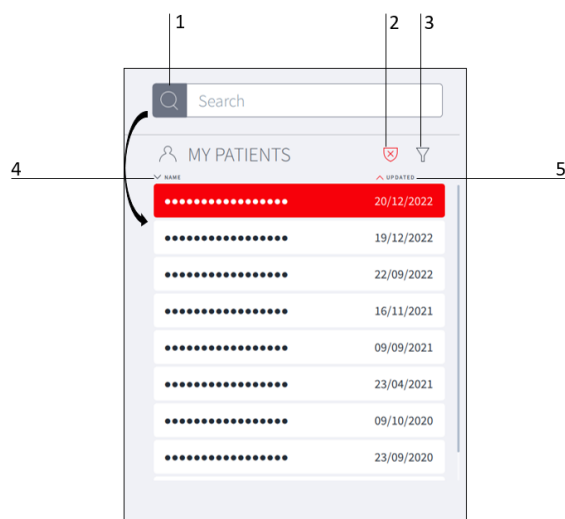 1 2 3
Search
MY PATIENTS
4 NAME UPDATED 5
••••••••••••••••• 20/12/2022
••••••••••••••••• 19/12/2022
••••••••••••••••• 22/09/2022
••••••••••••••••• 16/11/2021
••••••••••••••••• 09/09/2021
••••••••••••••••• 23/04/2021
••••••••••••••••• 09/10/2020
••••••••••••••••• 23/09/2020